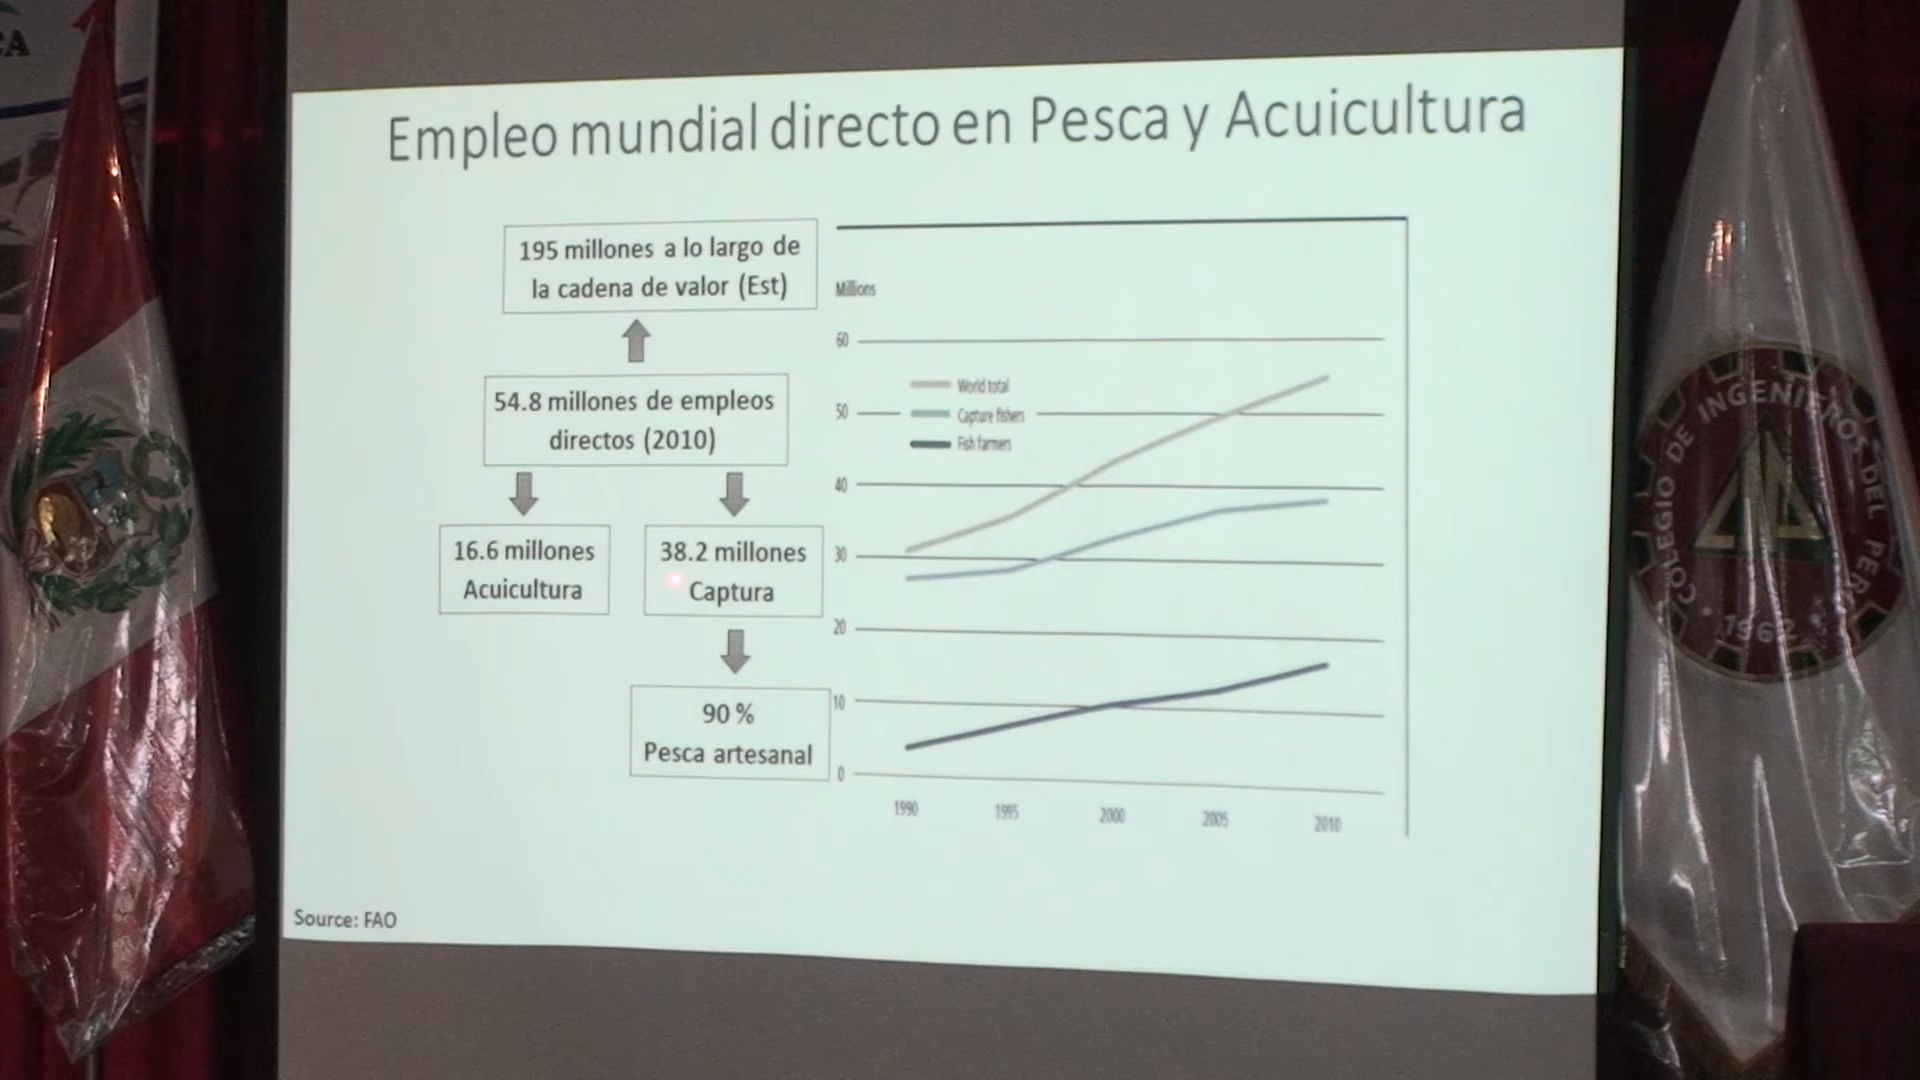 CA
Empleo mundial directo en Pesca y Acuicultura
195 millones a lo largo de
la cadena de valor (Est)
54.8 millones de empleos
directos (2010)
16.6 millones
Acuicultura
38.2 millones
Captura
90 %
Pesca artesanal
Millions
60
50
40
30
20
10
0
World total
Capture fishers
Fish farmers
1990
1995
2000
2005
2010
Source: FAO
COLEGIO DE INGENIEROS DEL PERÚ
1962